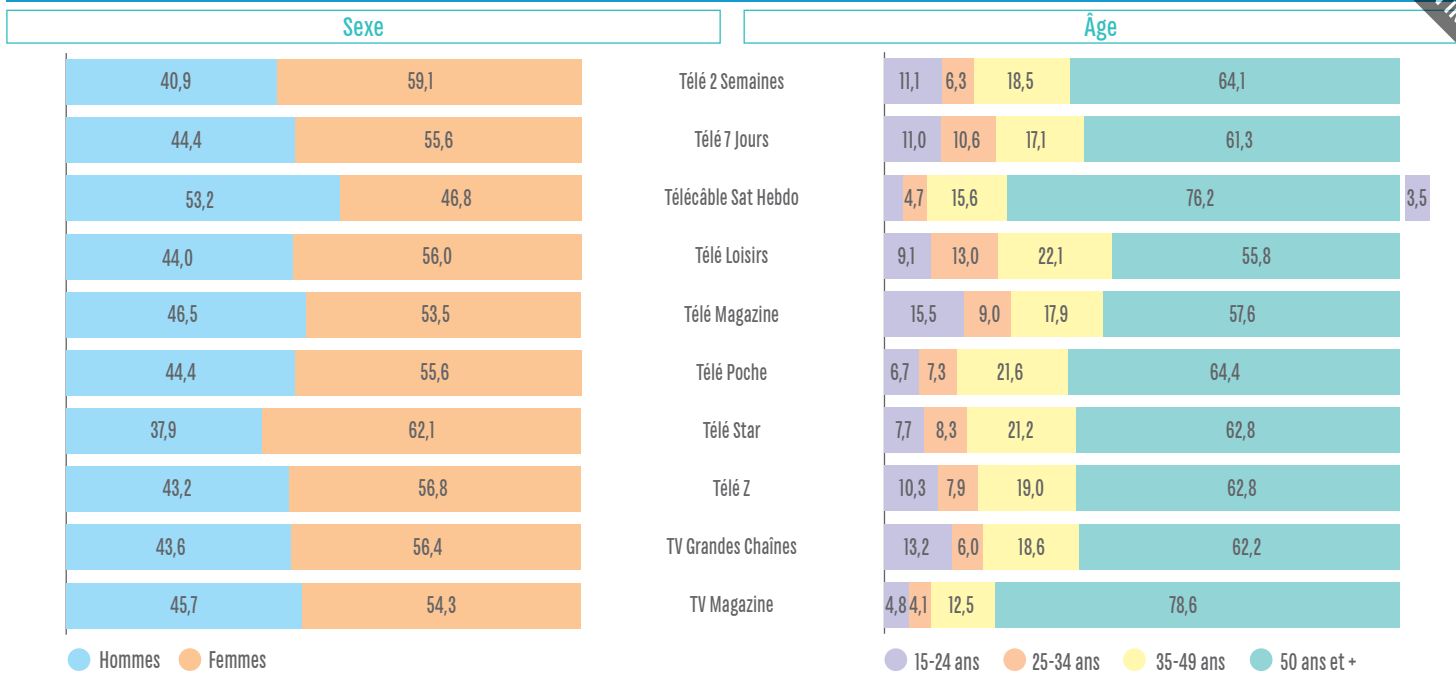 Sexe Âge
40,9 59,1 Télé 2 Semaines 11,1 6,3 18,5 64,1
44,4 55,6 Télé 7 Jours 11,0 10,6 17,1 61,3
53,2 46,8 Télécâble Sat Hebdo 4,7 15,6 76,2 3,5
44,0 56,0 Télé Loisirs 9,1 13,0 22,1 55,8
46,5 53,5 Télé Magazine 15,5 9,0 17,9 57,6
44,4 55,6 Télé Poche 6,7 7,3 21,6 64,4
37,9 62,1 Télé Star 7,7 8,3 21,2 62,8
43,2 56,8 Télé Z 10,3 7,9 19,0 62,8
43,6 56,4 TV Grandes Chaînes 13,2 6,0 18,6 62,2
45,7 54,3 TV Magazine 4,8 4,1 12,5 78,6
Hommes Femmes 15-24 ans 25-34 ans 35-49 ans 50 ans et +